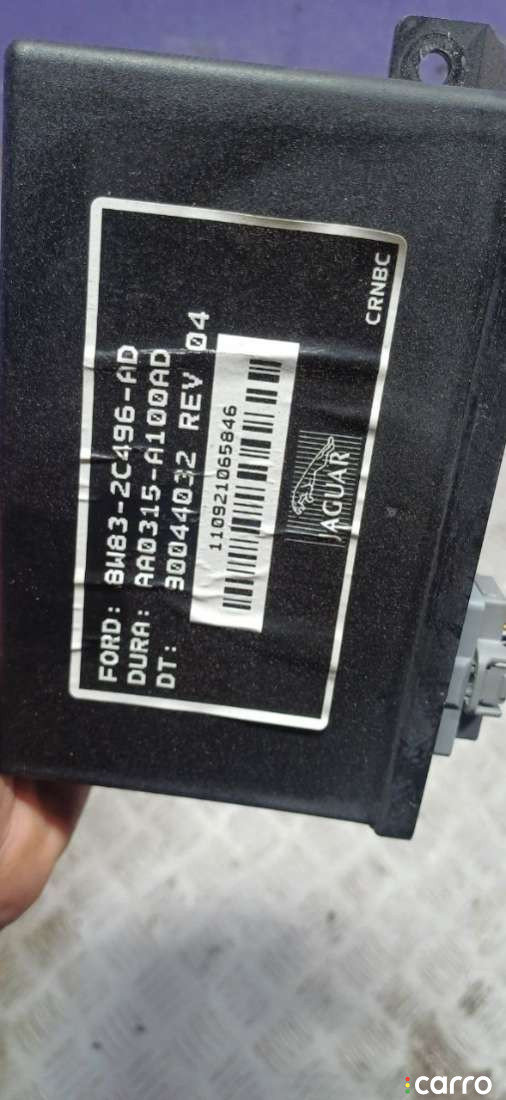 FORD: 8W83-2C496-AD
DURA: AA0315-A100AD
DT: 30044032 REV 04
110921065846
JAGUAR
CRNBC
carro